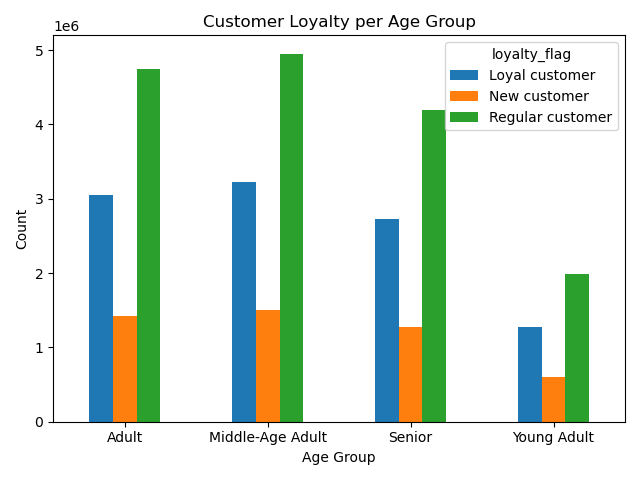 Customer Loyalty per Age Group
1e6
loyalty_flag
Loyal customer
New customer
Regular customer
Count
5
4
3
2
1
0
Adult
Middle-Age Adult
Senior
Young Adult
Age Group